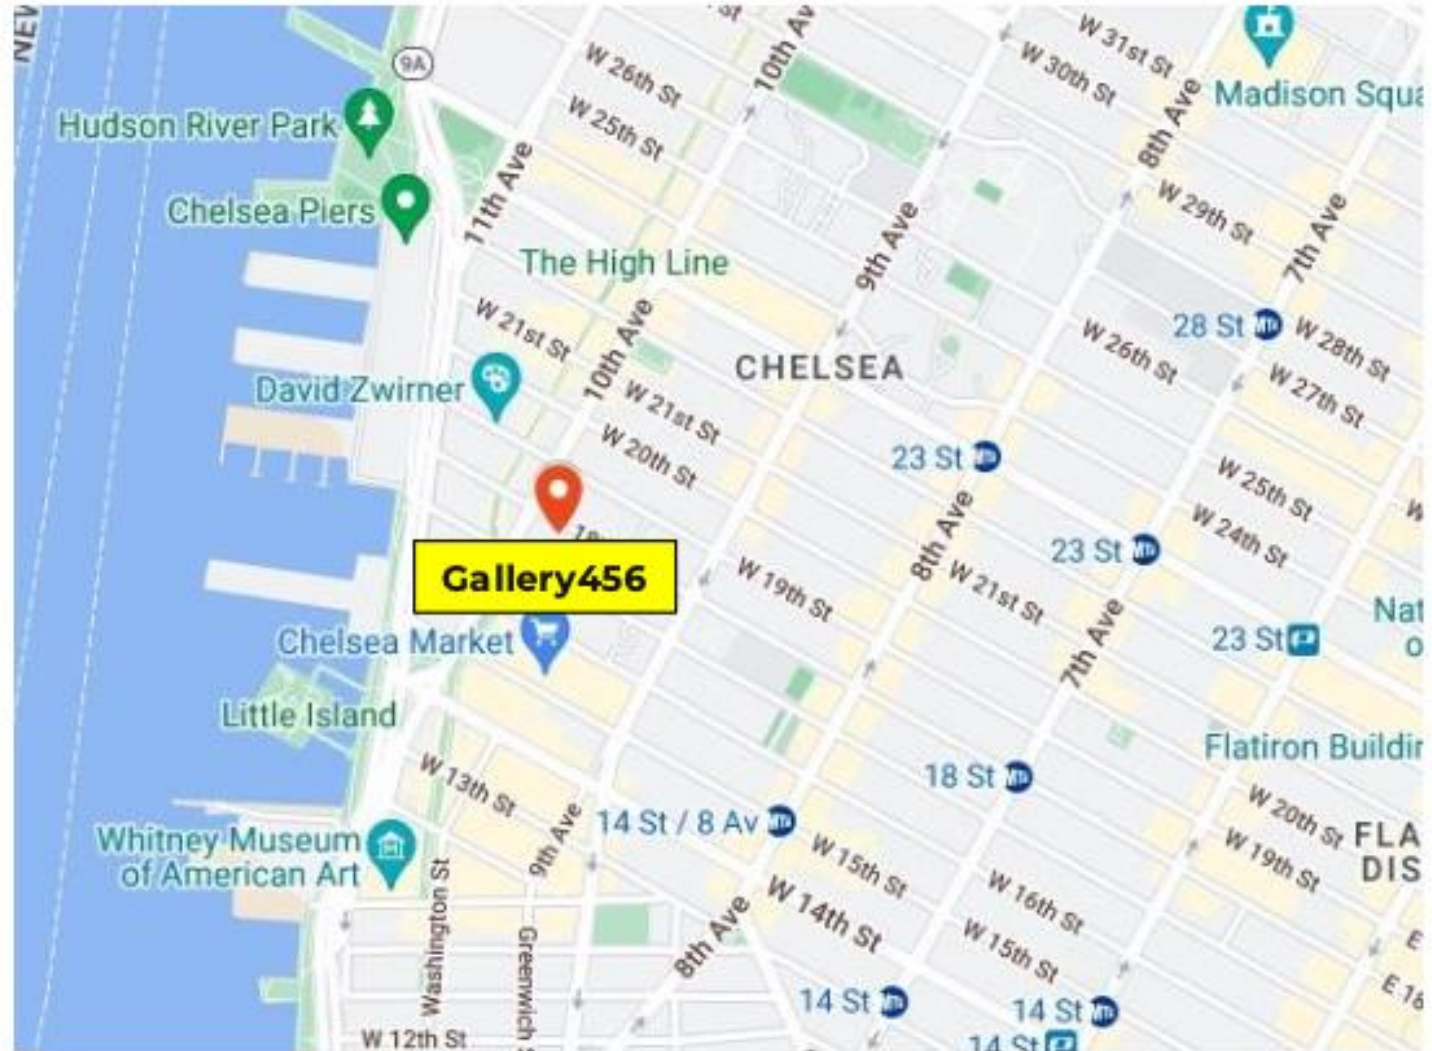 NEW
9A
W 26th St
W 25th St
10th Av
W 31st St
W 30th St
8th Ave
Madison Squa
Hudson River Park
Chelsea Piers
11th Ave
The High Line
9th Ave
W 29th St
7th Ave
28 St
W 28th St
W 26th St
W 27th St
W 21st St
10th Ave
CHELSEA
David Zwirner
W 21st St
W 20th St
23 St
W 25th St
W 24th St
8th Ave
23 St
Gallery456
W 19th St
W 21st St
7th Ave
23 St
Nat
o
Chelsea Market
Little Island
Flatiron Buildin
W 13th St
18 St
9th Ave
14 St / 8 Av
W 15th St
W 20th St
W 19th St
FLA
DIS
Whitney Museum
of American Art
Washington St
Greenwich S
W 14th St
W 16th St
W 15th St
8th Ave
14 St
14 St
14 St
W 12th St
E
E 18
W